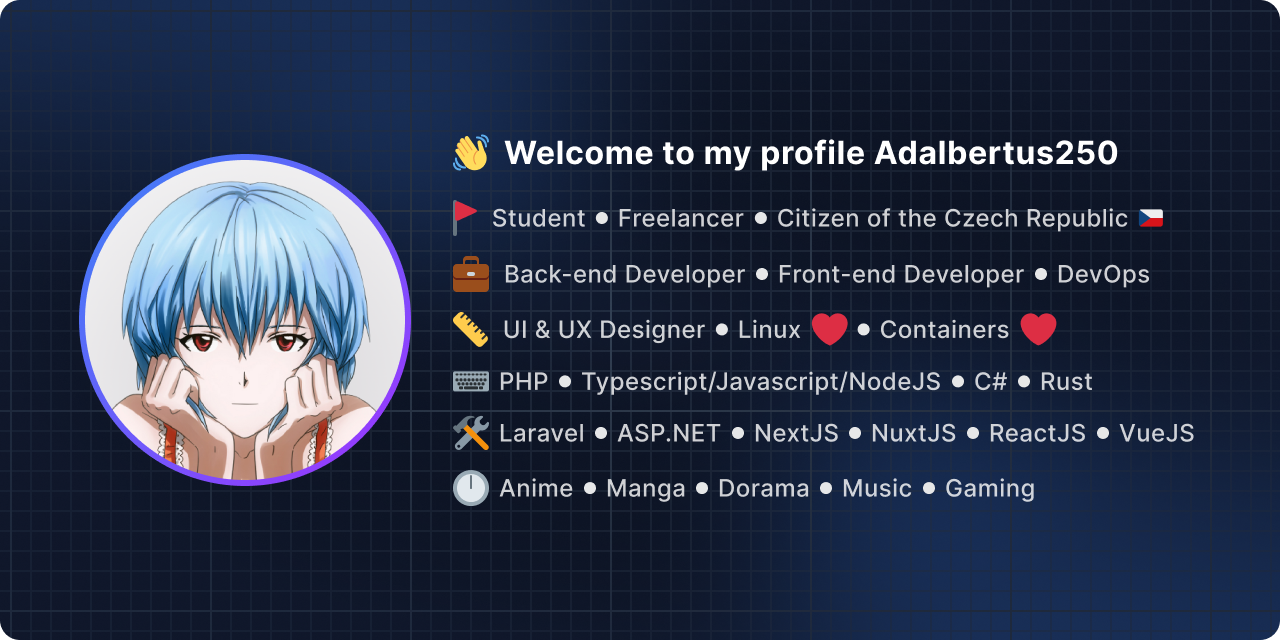 👋 Welcome to my profile Adalbertus250
🚩 Student ● Freelancer ● Citizen of the Czech Republic 🇨🇿
💼 Back-end Developer ● Front-end Developer ● DevOps
📏 UI & UX Designer ● Linux ❤️ ● Containers ❤️
⌨️ PHP ● Typescript/Javascript/NodeJS ● C# ● Rust
🛠️ Laravel ● ASP.NET ● NextJS ● NuxtJS ● ReactJS ● VueJS
🕛 Anime ● Manga ● Dorama ● Music ● Gaming